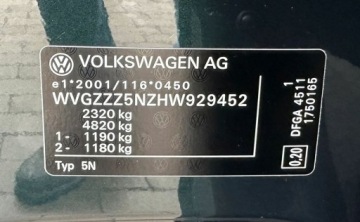 VOLKSWAGEN AG
e1*2001/116*0450
WVGZZZ5NZHW929452
2320 kg
4820 kg
1- 1190 kg
2- 1180 kg
Typ 5N
DFGA 4511
1750165
0,20